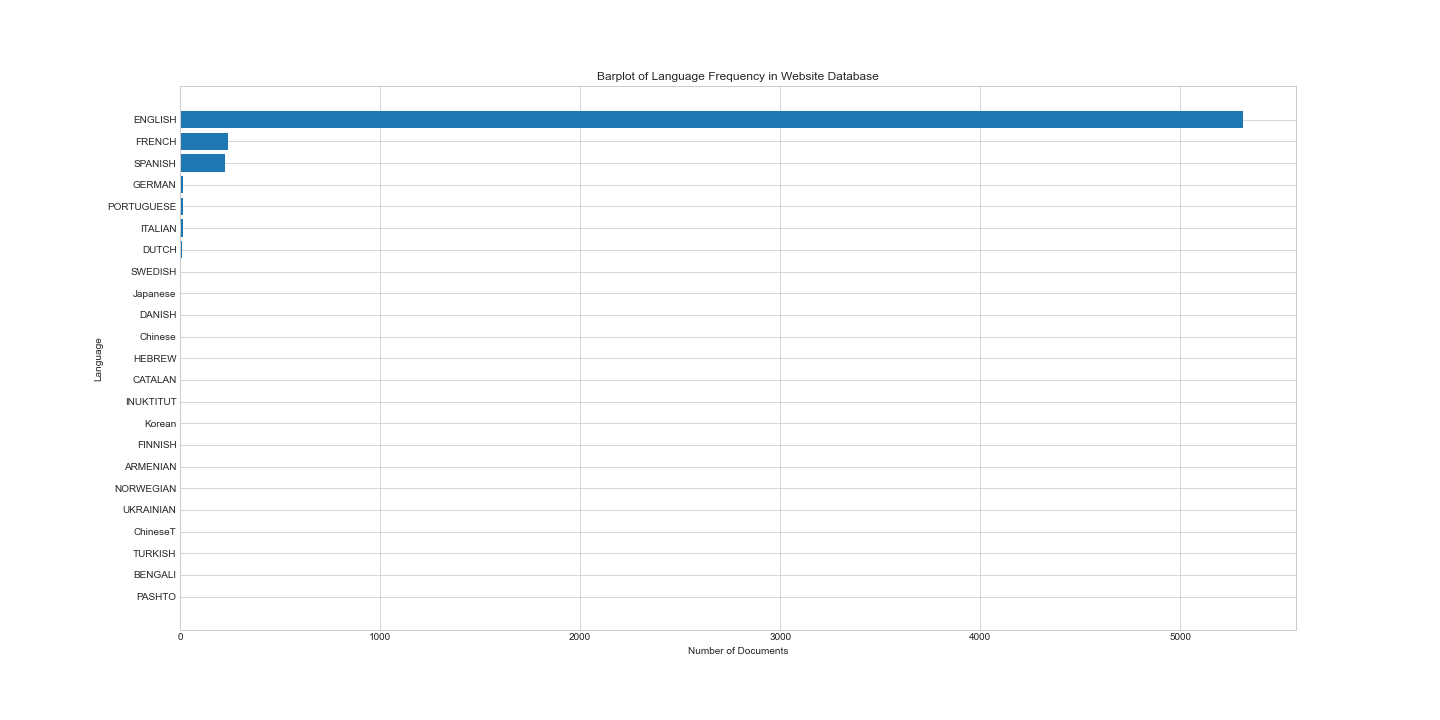 Barplot of Language Frequency in Website Database
Language
ENGLISH
FRENCH
SPANISH
GERMAN
PORTUGUESE
ITALIAN
DUTCH
SWEDISH
Japanese
DANISH
Chinese
HEBREW
CATALAN
INUKTITUT
Korean
FINNISH
ARMENIAN
NORWEGIAN
UKRAINIAN
ChineseT
TURKISH
BENGALI
PASHTO
0 1000 2000 3000 4000 5000
Number of Documents